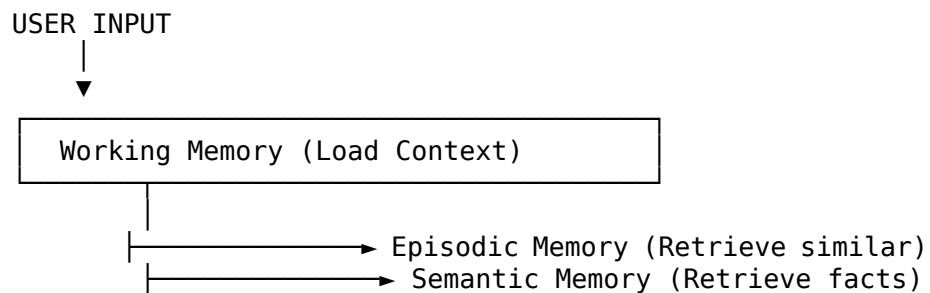 USER INPUT
Working Memory (Load Context)
Episodic Memory (Retrieve similar)
Semantic Memory (Retrieve facts)